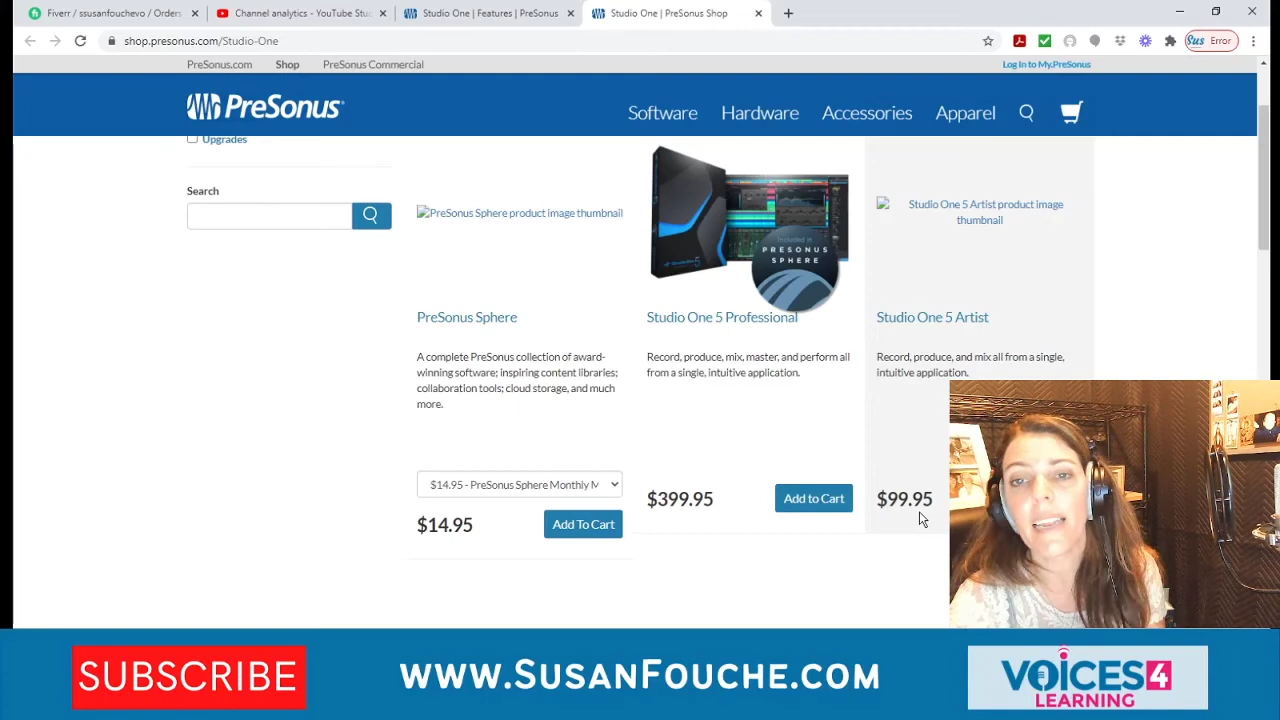 Fiverr / ssusanfouchevo / Orders
Channel analytics - YouTube Stu
Studio One | Features | PreSonus
Studio One | PreSonus Shop
shop.presonus.com/Studio-One
Sus Error
PreSonus.com
Shop
PreSonus Commercial
Log In to My.PreSonus
PreSonus
Software
Hardware
Accessories
Apparel
Upgrades
Search
PreSonus Sphere product image thumbnail
Included in
PRESONUS
SPHERE
Studio One 5 Artist product image
thumbnail
PreSonus Sphere
A complete PreSonus collection of award-
winning software; inspiring content libraries;
collaboration tools; cloud storage, and much
more.
$14.95 - PreSonus Sphere Monthly M
$14.95
Add To Cart
Studio One 5 Professional
Record, produce, mix, master, and perform all
from a single, intuitive application.
$399.95
Add to Cart
Studio One 5 Artist
Record, produce, and mix all from a single,
intuitive application.
$99.95
SUBSCRIBE
WWW.SUSANFOUCHE.COM
VOICES4
LEARNING